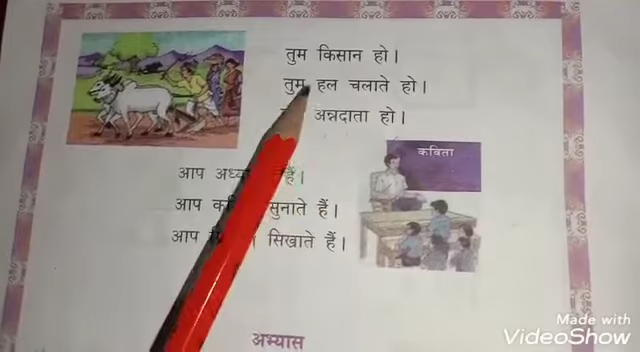 तुम किसान हो।
तुम हल चलाते हो।
अन्नदाता हो।
कविता
आप हैं।
आप सुनाते हैं।
आप सिखाते हैं।
अभ्यास
Made with
VideoShow